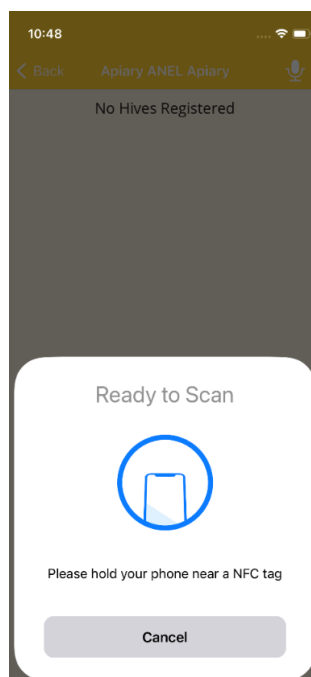 10:48
Back Apiary ANEL Apiary
No Hives Registered
Ready to Scan
Please hold your phone near a NFC tag
Cancel